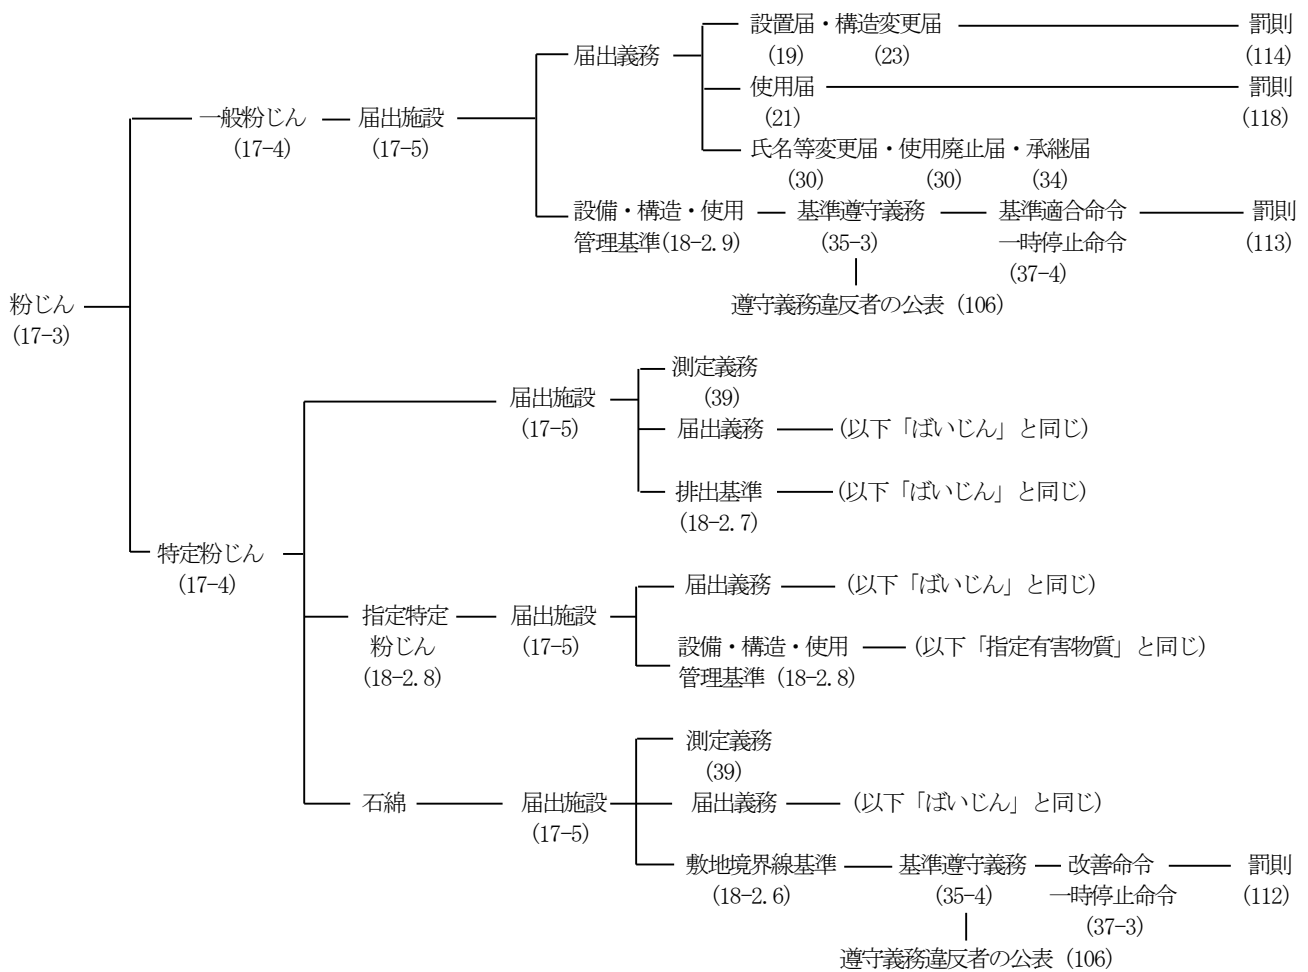 設置届・構造変更届 罰則
届出義務 (19) (23) (114)
使用届 罰則
一般粉じん 届出施設 (21) (118)
(17-4) (17-5) 氏名等変更届・使用廃止届・承継届
(30) (30) (34)
設備・構造・使用 基準遵守義務 基準適合命令 罰則
管理基準(18-2.9) (35-3) 一時停止命令 (113)
(37-4)
粉じん 遵守義務違反者の公表 (106)
(17-3)
測定義務
届出施設 (39)
(17-5) 届出義務 (以下「ばいじん」と同じ)
排出基準 (以下「ばいじん」と同じ)
(18-2.7)
特定粉じん
(17-4) 届出義務 (以下「ばいじん」と同じ)
指定特定 届出施設
粉じん (17-5) 設備・構造・使用 (以下「指定有害物質」と同じ)
(18-2.8) 管理基準 (18-2.8)
測定義務
(39)
石綿 届出施設 届出義務 (以下「ばいじん」と同じ)
(17-5)
敷地境界線基準 基準遵守義務 改善命令 罰則
(18-2.6) (35-4) 一時停止命令 (112)
(37-3)
遵守義務違反者の公表 (106)